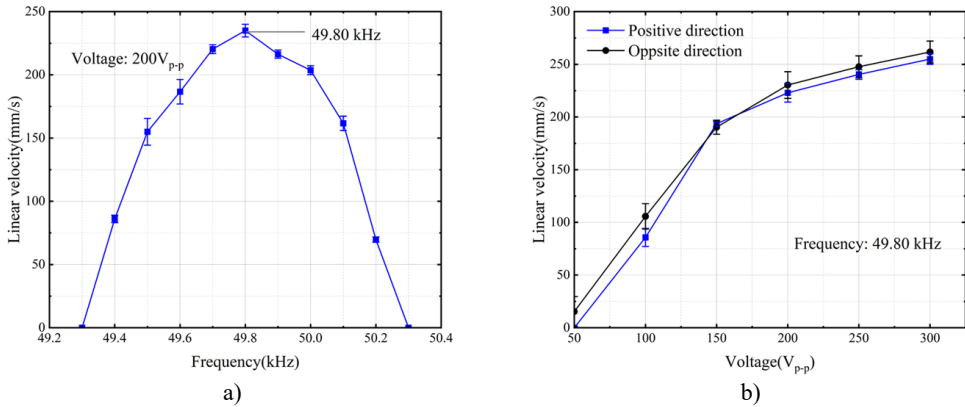 250
200
150
100
50
0
Linear velocity(mm/s)
Voltage: 200Vp-p
49.80 kHz
49.2 49.4 49.6 49.8 50.0 50.2 50.4
Frequency(kHz)
a)
300
250
200
150
100
50
0
Linear velocity(mm/s)
Positive direction
Oppsite direction
Frequency: 49.80 kHz
50 100 150 200 250 300
Voltage(Vp-p)
b)